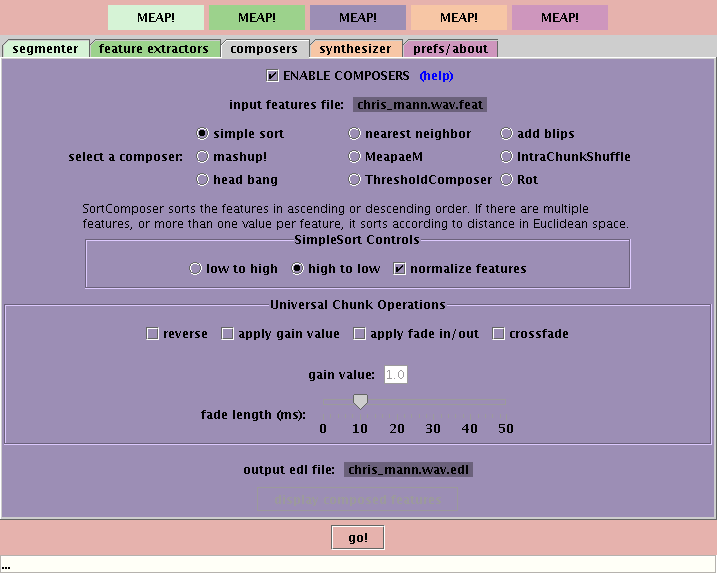 MEAP! MEAP! MEAP! MEAP! MEAP!
segmenter feature extractors composers synthesizer prefs/about
ENABLE COMPOSERS (help)
input features file: chris_mann.wav.feat
simple sort nearest neighbor add blips
select a composer: mashup! MeapaeM IntraChunkShuffle
head bang ThresholdComposer Rot
SortComposer sorts the features in ascending or descending order. If there are multiple
features, or more than one value per feature, it sorts according to distance in Euclidean space.
SimpleSort Controls
low to high high to low normalize features
Universal Chunk Operations
reverse apply gain value apply fade in/out crossfade
gain value: 1.0
fade length (ms):
0 10 20 30 40 50
output edl file: chris_mann.wav.edl
display composed features
go!
...